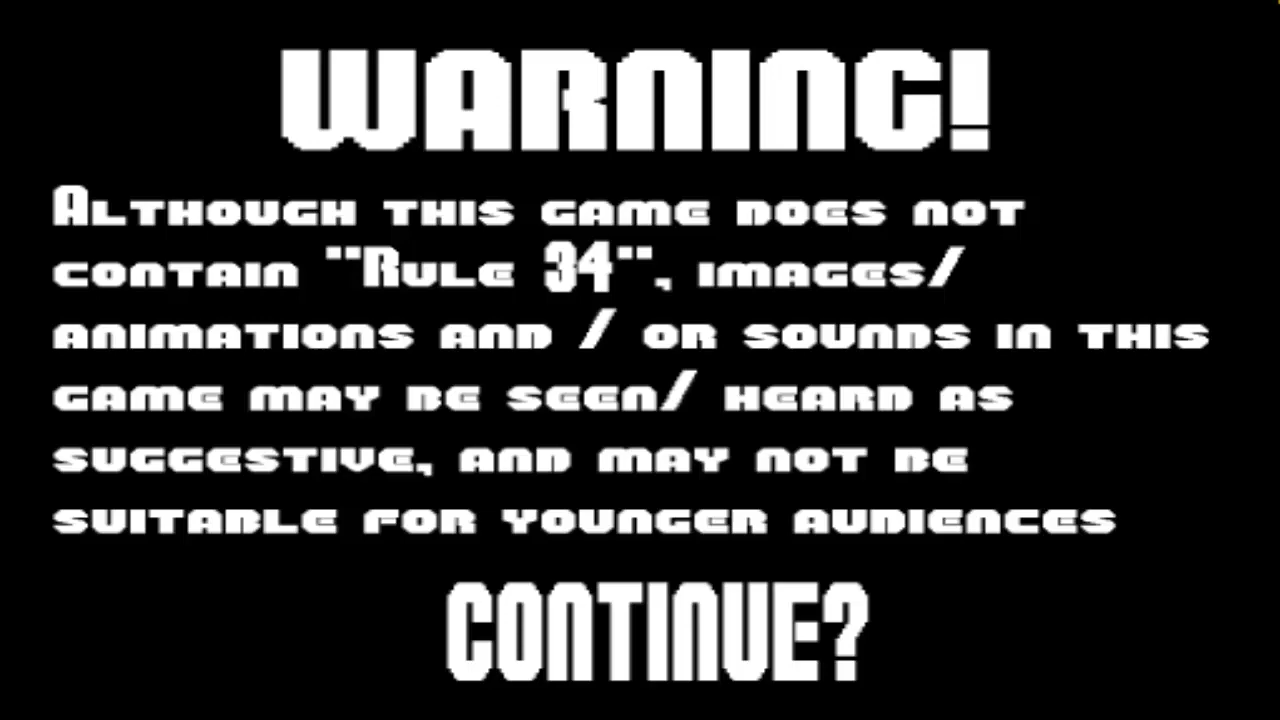 WARNING!
Although this game does not
contain "Rule 34", images/
animations and / or sounds in this
game may be seen/ heard as
suggestive, and may not be
suitable for younger audiences
CONTINUE?